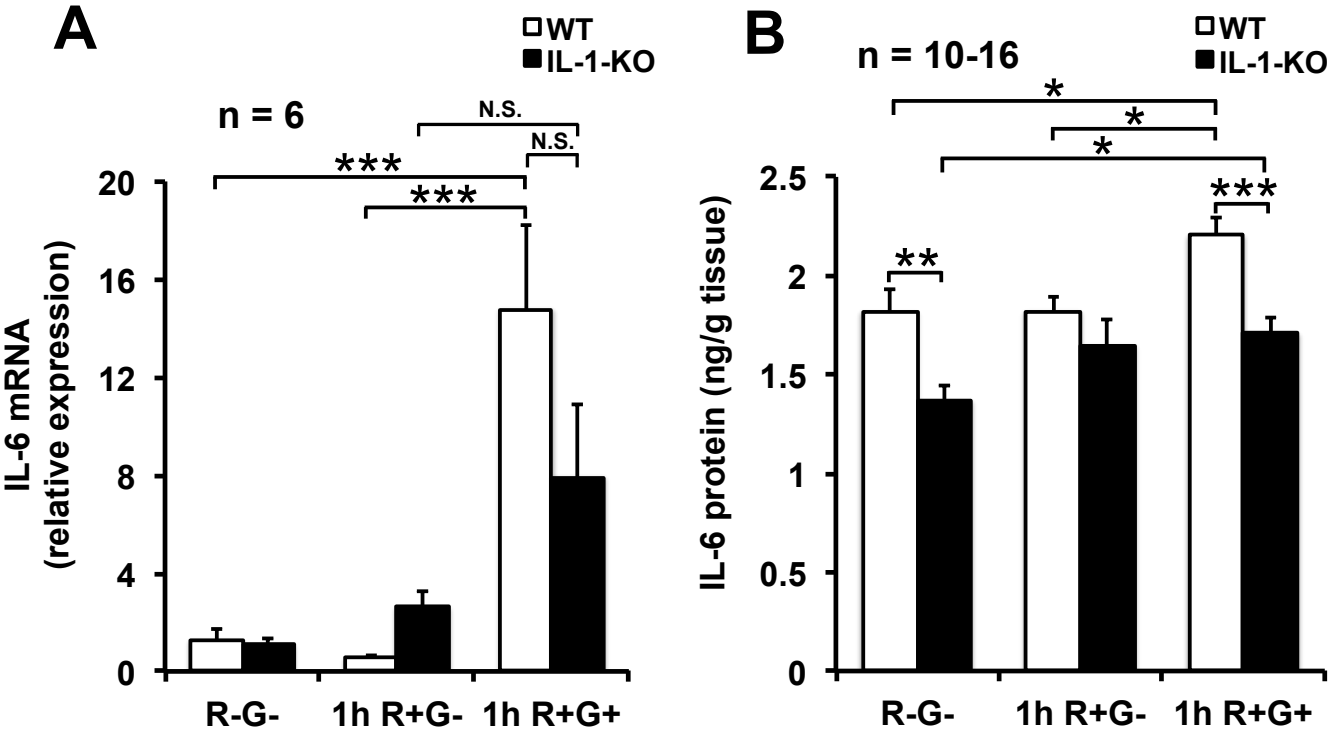 A
WT
IL-1-KO
n = 6
N.S.
N.S.
***
***
20
16
12
8
4
0
IL-6 mRNA
(relative expression)
R-G-
1h R+G-
1h R+G+
B
WT
IL-1-KO
n = 10-16
*
*
*
***
**
2.5
2
1.5
1
0.5
0
IL-6 protein (ng/g tissue)
R-G-
1h R+G-
1h R+G+